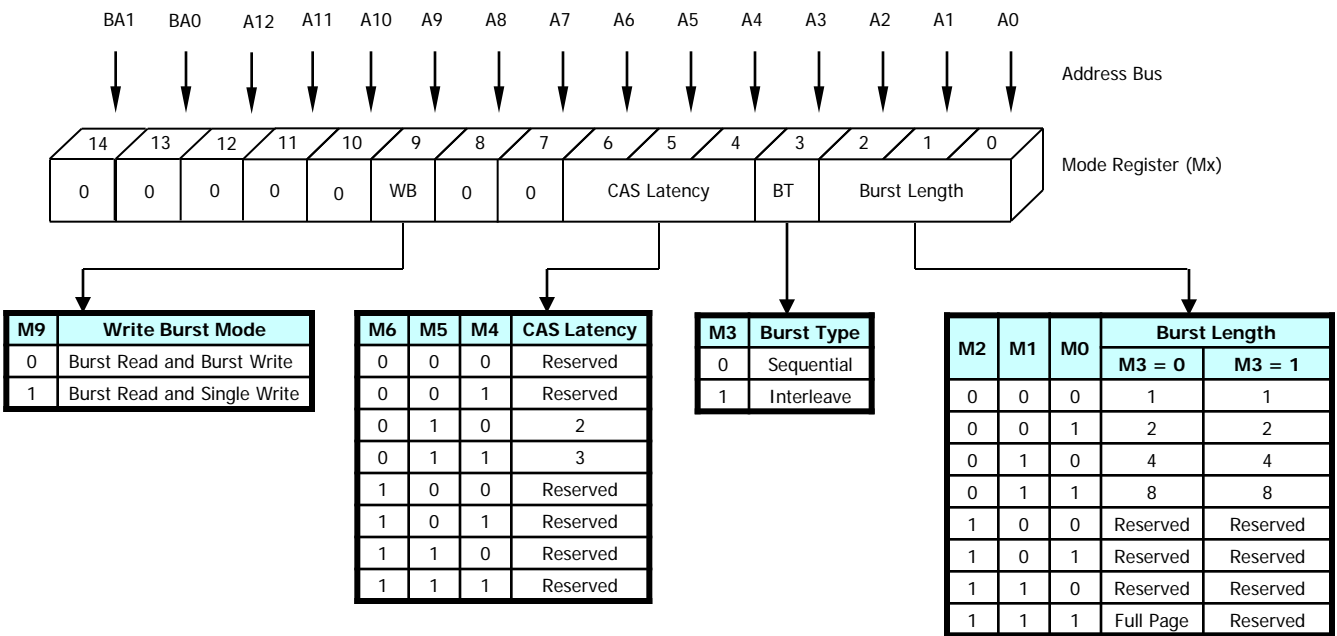 BA1 BA0 A12 A11 A10 A9 A8 A7 A6 A5 A4 A3 A2 A1 A0
Address Bus
14 13 12 11 10 9 8 7 6 5 4 3 2 1 0
Mode Register (Mx)
0 0 0 0 0 WB 0 0 CAS Latency BT Burst Length
M9 Write Burst Mode
0 Burst Read and Burst Write
1 Burst Read and Single Write
M6 M5 M4 CAS Latency
0 0 0 Reserved
0 0 1 Reserved
0 1 0 2
0 1 1 3
1 0 0 Reserved
1 0 1 Reserved
1 1 0 Reserved
1 1 1 Reserved
M3 Burst Type
0 Sequential
1 Interleave
M2 M1 M0 Burst Length
M3 = 0 M3 = 1
0 0 0 1 1
0 0 1 2 2
0 1 0 4 4
0 1 1 8 8
1 0 0 Reserved Reserved
1 0 1 Reserved Reserved
1 1 0 Reserved Reserved
1 1 1 Full Page Reserved